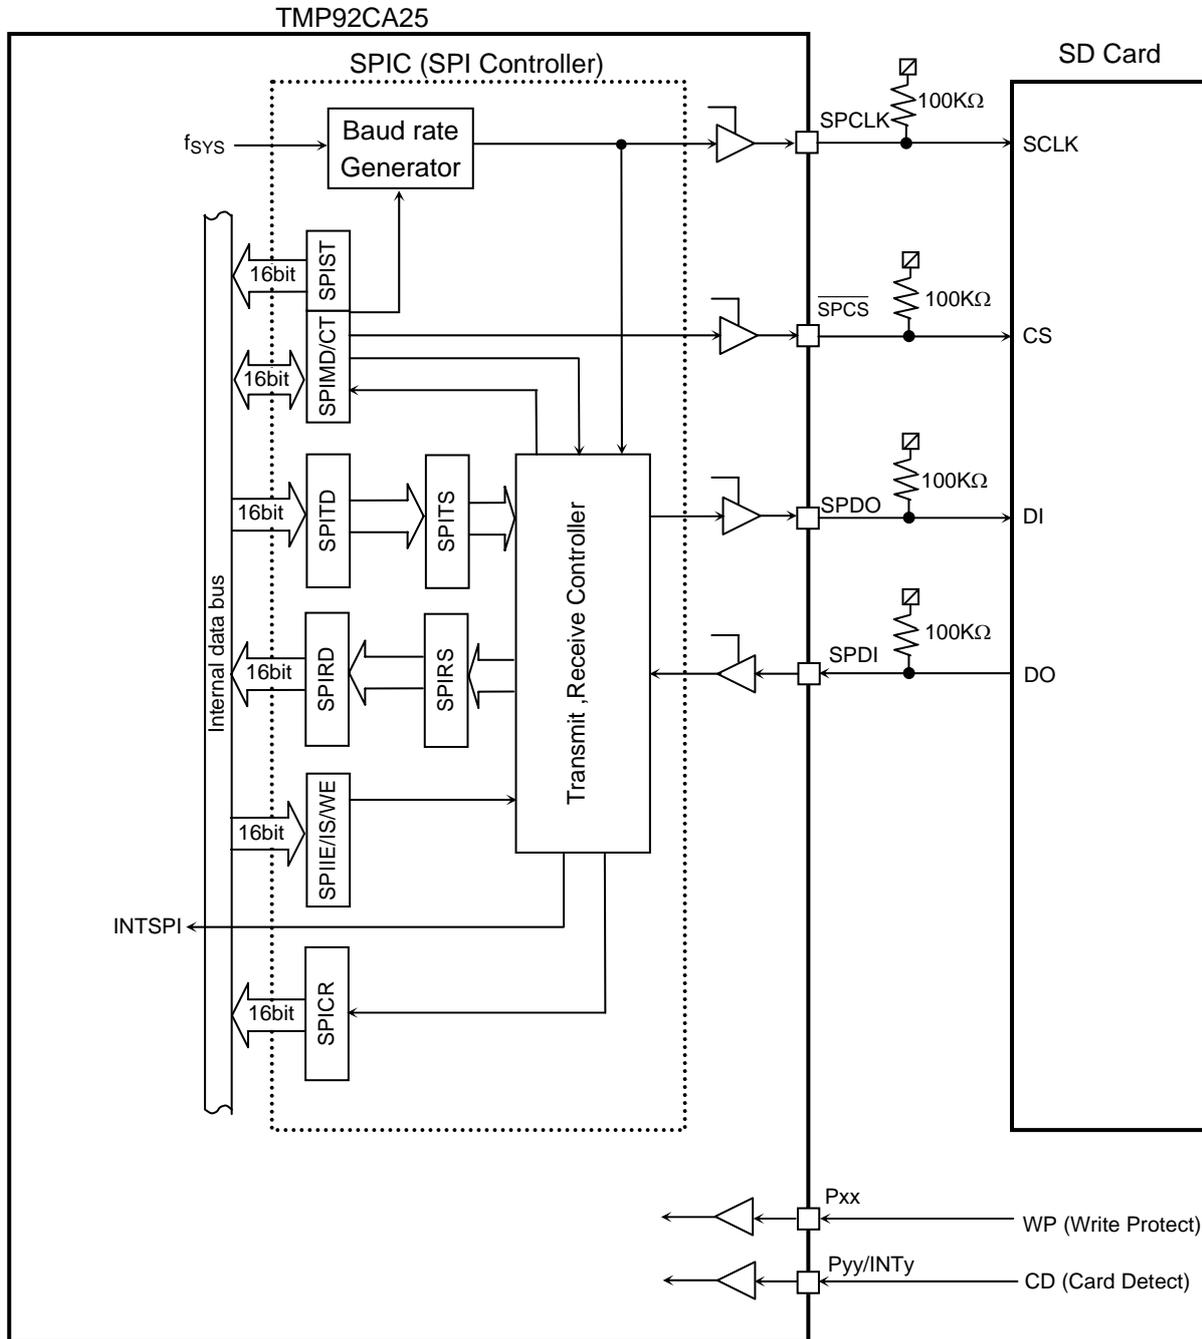 TMP92CA25
SPIC (SPI Controller)
SD Card
fSYS
Baud rate
Generator
SPCLK
100KΩ
SCLK
16bit
SPIST
SPCS
100KΩ
CS
16bit
SPIMD/CT
16bit
SPITD
SPITS
SPDO
100KΩ
DI
Internal data bus
16bit
SPIRD
SPIRS
Transmit ,Receive Controller
SPDI
100KΩ
DO
16bit
SPIIE/IS/WE
INTSPI
16bit
SPICR
Pxx
WP (Write Protect)
Pyy/INTy
CD (Card Detect)